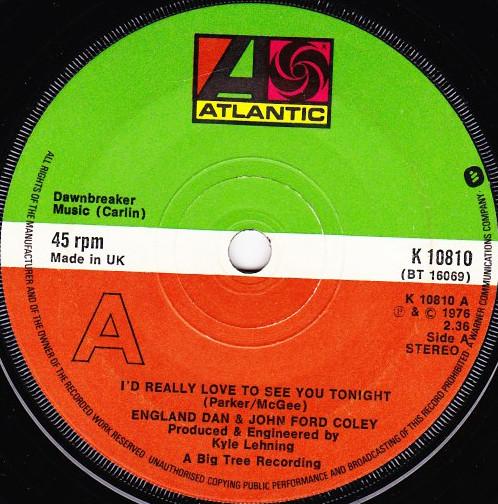 ATLANTIC
Dawnbreaker
Music (Carlin)
45 rpm
Made in UK
K 10810
(BT 16069)
K 10810 A
Ⓟ & © 1976
2.36
Side A
STEREO
A
I'D REALLY LOVE TO SEE YOU TONIGHT
(Parker/McGee)
ENGLAND DAN & JOHN FORD COLEY
Produced & Engineered by
Kyle Lehning
A Big Tree Recording
ALL RIGHTS OF THE MANUFACTURER AND OF THE OWNER OF THE RECORDED WORK RESERVED UNAUTHORISED COPYING PUBLIC PERFORMANCE AND BROADCASTING OF THIS RECORD PROHIBITED. A WARNER COMMUNICATIONS COMPANY.